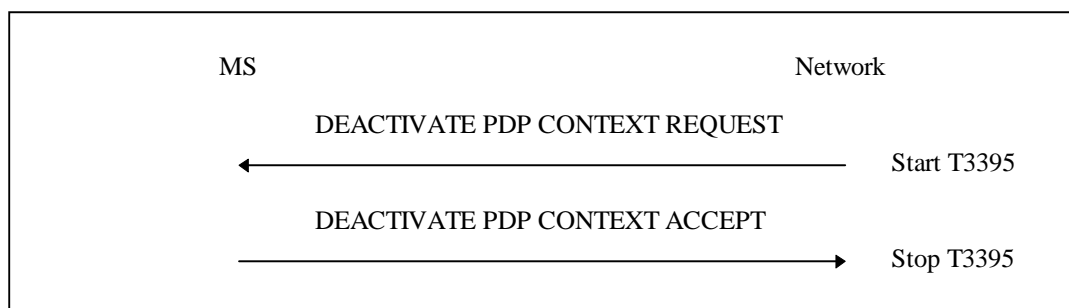 MS Network
DEACTIVATE PDP CONTEXT REQUEST
Start T3395
DEACTIVATE PDP CONTEXT ACCEPT
Stop T3395